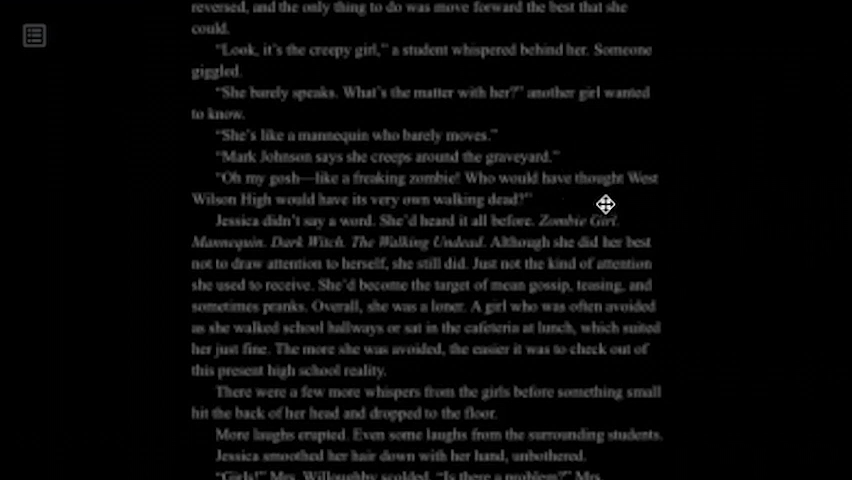 reversed, and the only thing to do was move forward the best that she
could.
“Look, it’s the creepy girl,” a student whispered behind her. Someone
giggled.
“She barely speaks. What’s the matter with her?” another girl wanted
to know.
“She’s like a mannequin who barely moves.”
“Mark Johnson says she creeps around the graveyard.”
“Oh my gosh—like a freaking zombie! Who would have thought West
Wilson High would have its very own walking dead?”
Jessica didn’t say a word. She’d heard it all before. Zombie Girl.
Mannequin. Dark Witch. The Walking Undead. Although she did her best
not to draw attention to herself, she still did. Just not the kind of attention
she used to receive. She’d become the target of mean gossip, teasing, and
sometimes pranks. Overall, she was a loner. A girl who was often avoided
as she walked school hallways or sat in the cafeteria at lunch, which suited
her just fine. The more she was avoided, the easier it was to check out of
this present high school reality.
There were a few more whispers from the girls before something small
hit the back of her head and dropped to the floor.
More laughs erupted. Even some laughs from the surrounding students.
Jessica smoothed her hair down with her hand, unbothered.
“Girls!” Mrs. Willoughby scolded. “Is there a problem?” Mrs.